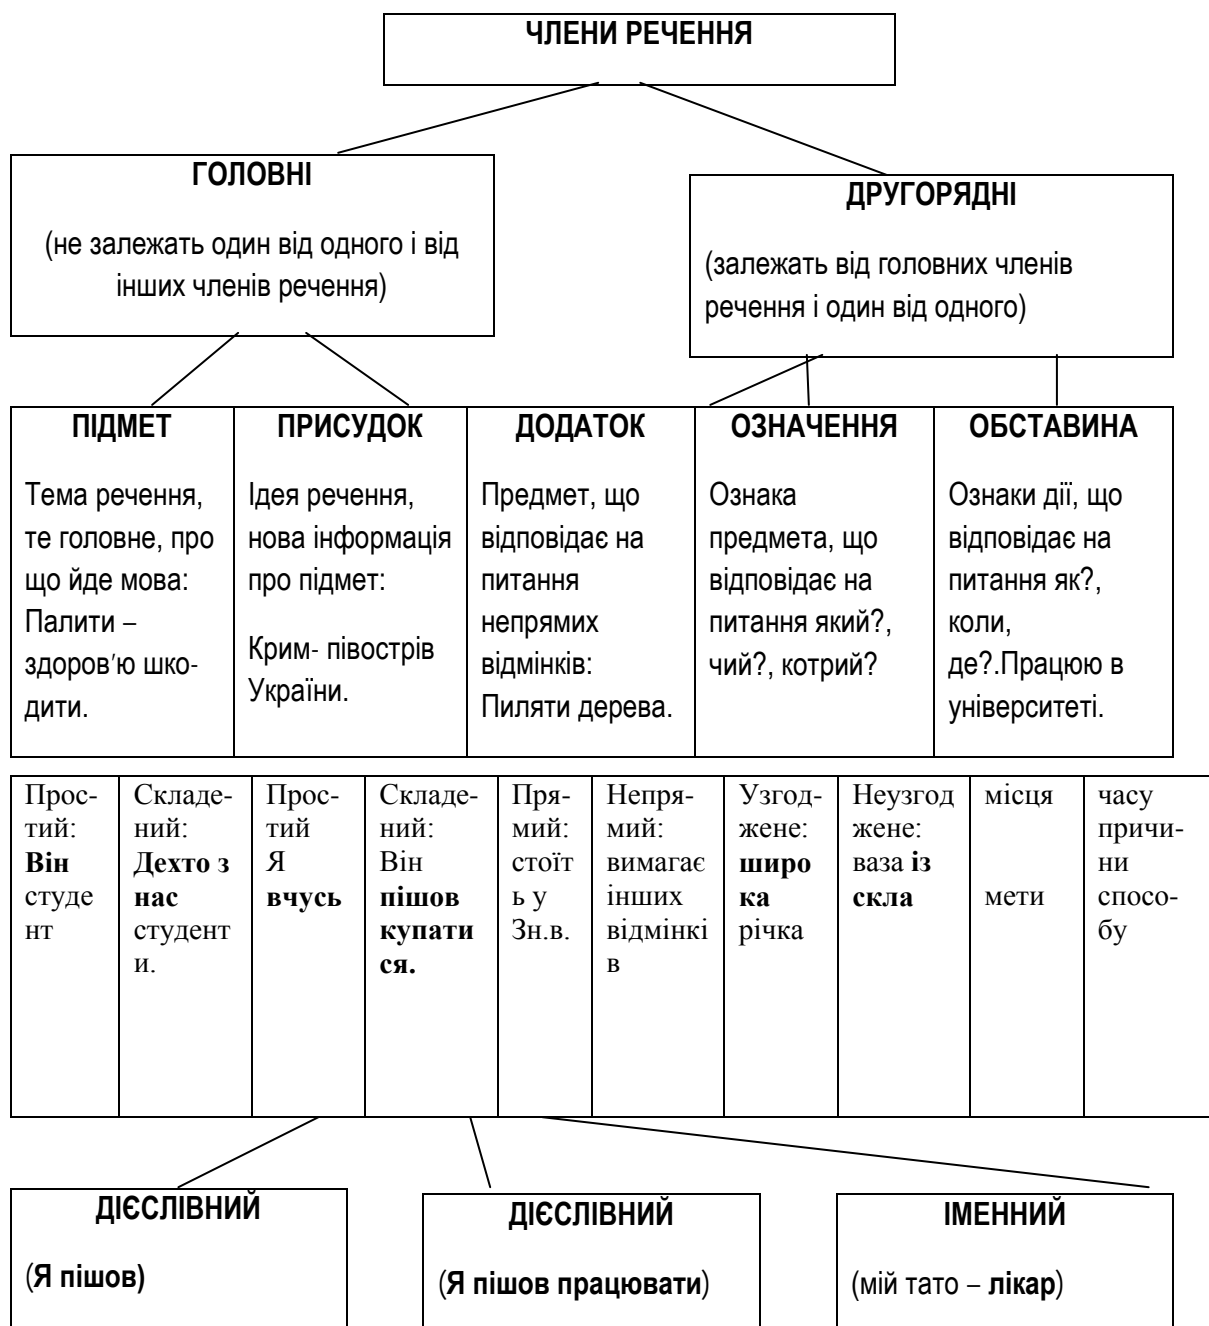 ЧЛЕНИ РЕЧЕННЯ
ГОЛОВНІ
(не залежать один від одного і від
інших членів речення)
ДРУГОРЯДНІ
(залежать від головних членів
речення і один від одного)
ПІДМЕТ
Тема речення,
те головне, про
що йде мова:
Палити –
здоров'ю шко-
дити.
ПРИСУДОК
Ідея речення,
нова інформація
про підмет:
Крим- півострів
України.
ДОДАТОК
Предмет, що
відповідає на
питання
непрямих
відмінків:
Пиляти дерева.
ОЗНАЧЕННЯ
Ознака
предмета, що
відповідає на
питання який?,
чий?, котрий?
ОБСТАВИНА
Ознаки дії, що
відповідає на
питання як?,
коли,
де?.Працюю в
університеті.
Прос-
тий:
Він
студе
нт
Складе-
ний:
Дехто з
нас
студент
и.
Прос-
тий
Я
вчусь
Складе-
ний:
Він
пішов
купати
ся.
Пря-
мий:
стоїт
ь у
Зн.в.
Непря-
мий:
вимагає
інших
відмінкі
в
Узгод-
жене:
широ
ка
річка
Неузгод
жене:
ваза із
скла
місця
мети
часу
причи-
ни
спосо-
бу
ДІЄСЛІВНИЙ
(Я пішов)
ДІЄСЛІВНИЙ
(Я пішов працювати)
ІМЕННИЙ
(мій тато – лікар)